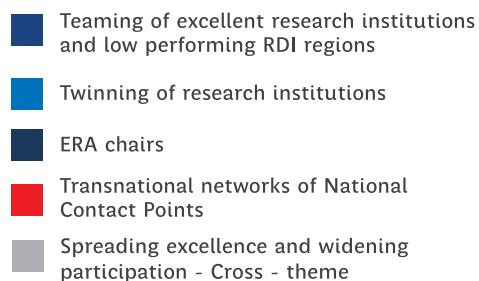 Teaming of excellent research institutions
and low performing RDI regions
Twinning of research institutions
ERA chairs
Transnational networks of National
Contact Points
Spreading excellence and widening
participation - Cross - theme